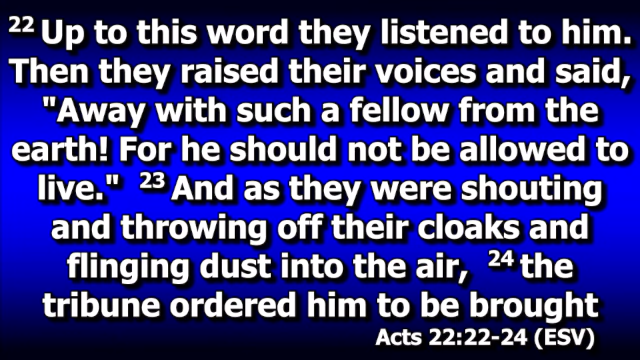 22 Up to this word they listened to him.
Then they raised their voices and said,
"Away with such a fellow from the
earth! For he should not be allowed to
live." 23 And as they were shouting
and throwing off their cloaks and
flinging dust into the air, 24 the
tribune ordered him to be brought
Acts 22:22-24 (ESV)